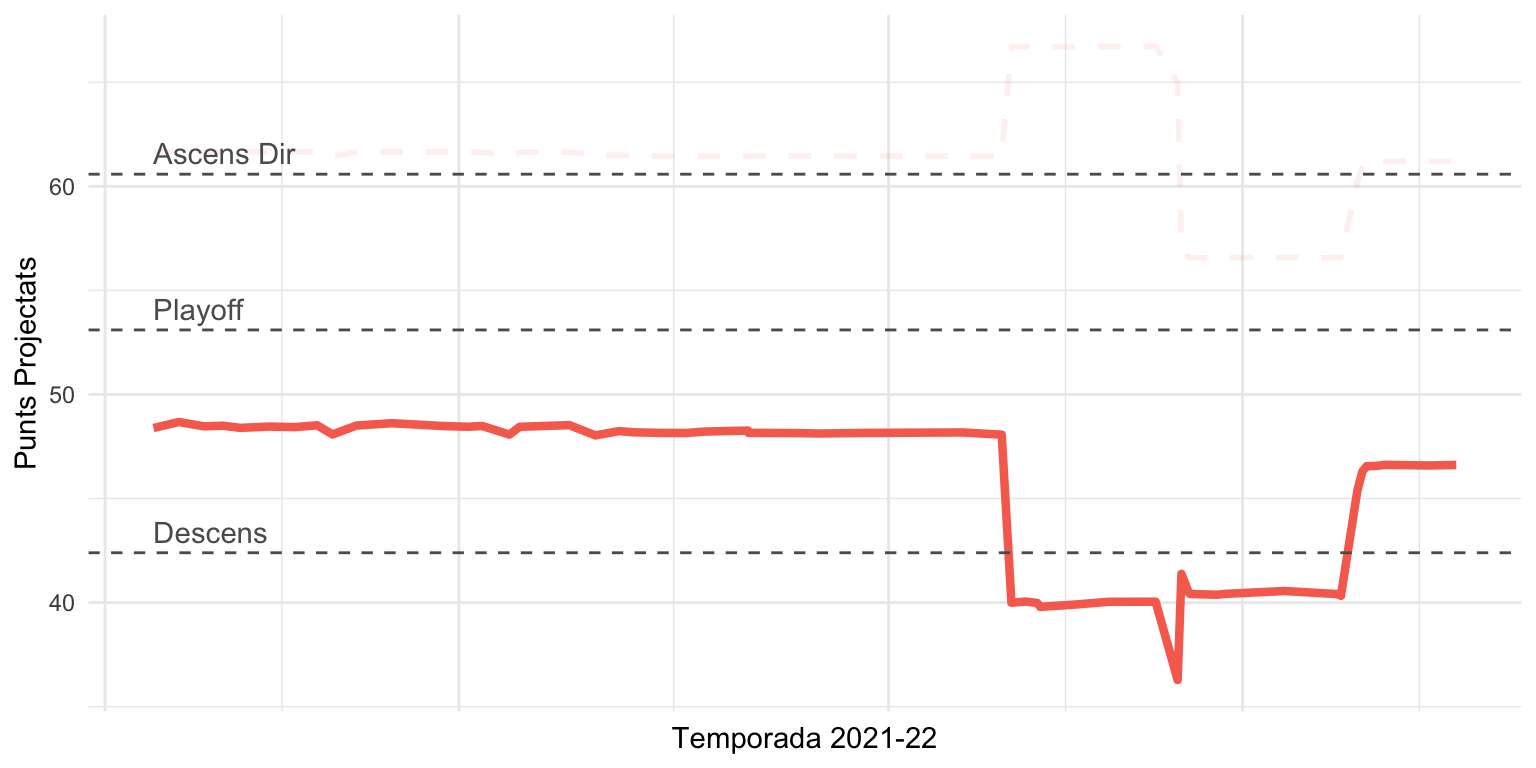 Ascens Dir
60
Playoff
50
Descens
40
Punts Projectats
Temporada 2021-22